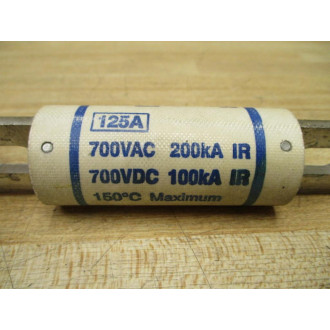 125A
700VAC 200kA IR
700VDC 100kA IR
150°C Maximum